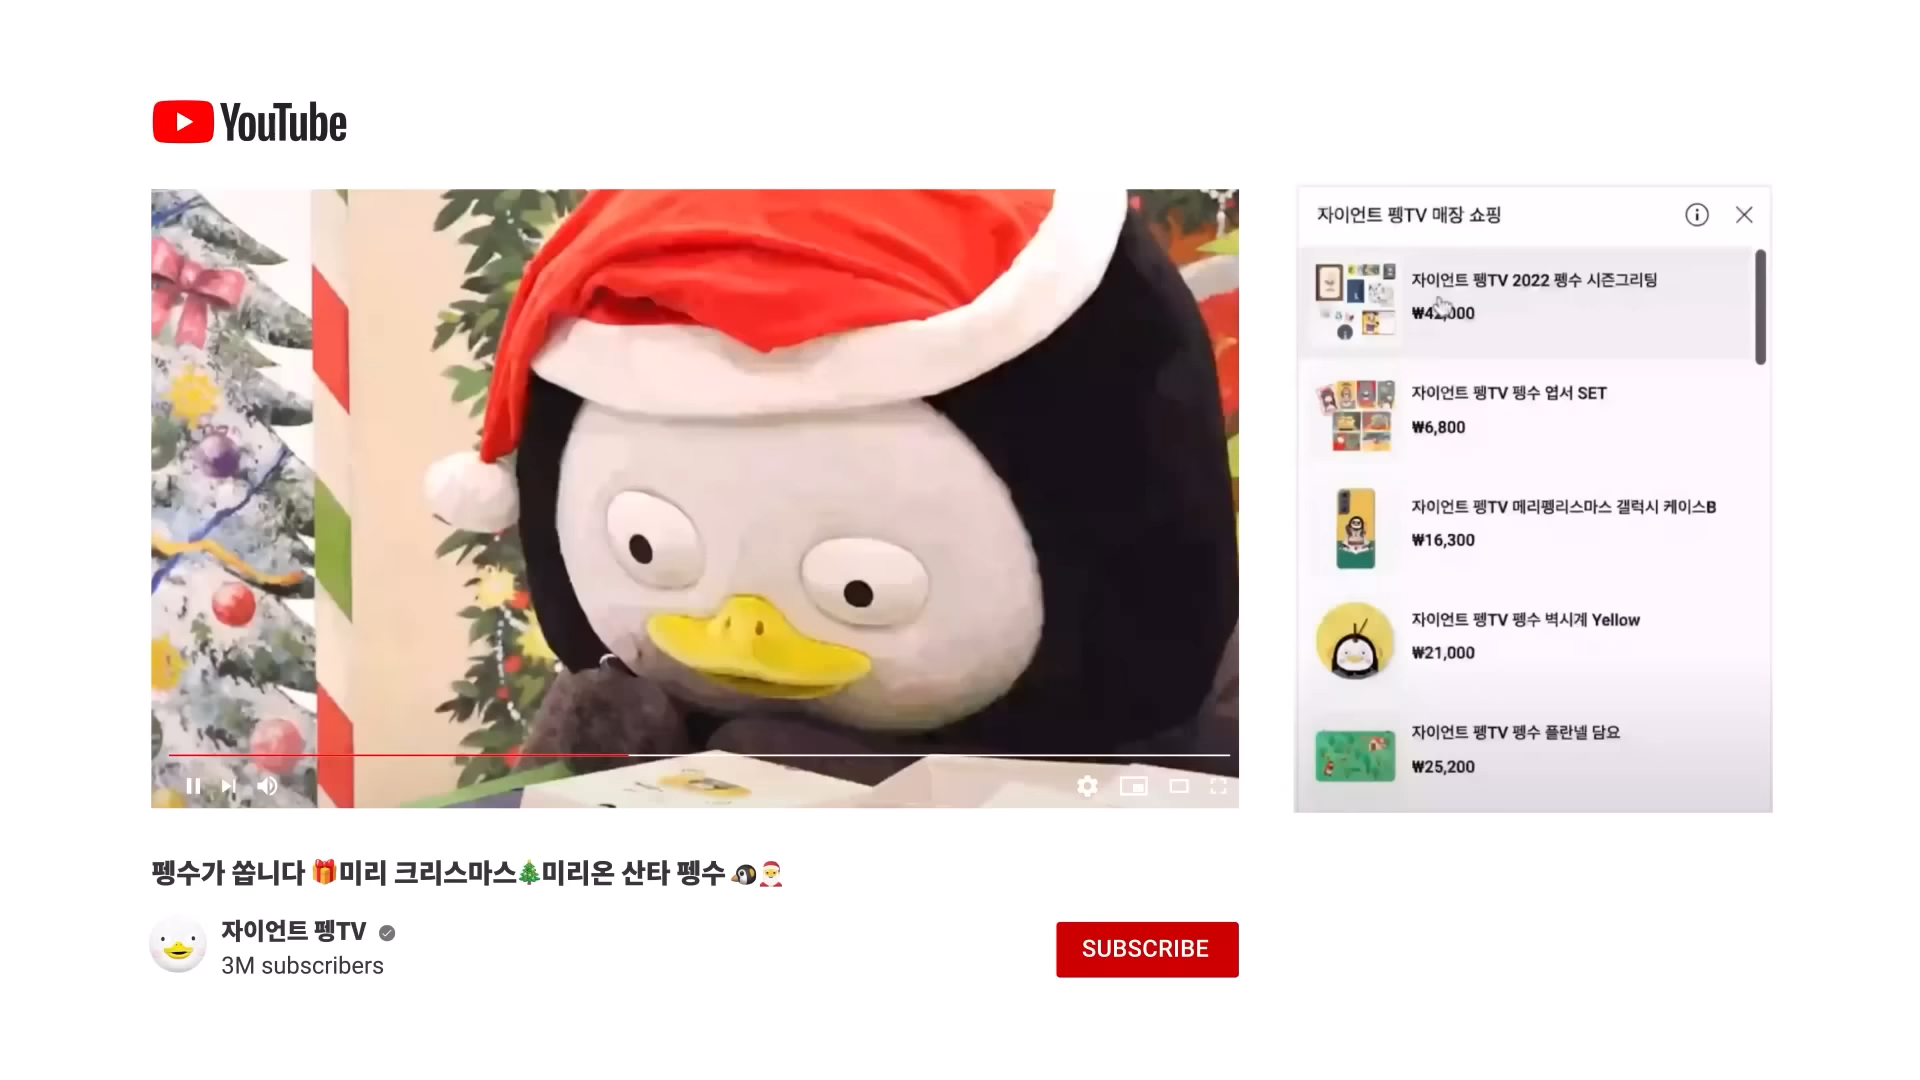 YouTube
자이언트 펭TV 매장 쇼핑
자이언트 펭TV 2022 펭수 시즌그리팅
자이언트 펭TV 펭수 엽서 SET
₩6,800
자이언트 펭TV 메리펭리스마스 갤럭시 케이스B
₩16,300
자이언트 펭TV 펭수 벽시계 Yellow
₩21,000
자이언트 펭TV 펭수 플란넬 담요
₩25,200
펭수가 쏩니다 🎁미리 크리스마스🎄미리온 산타 펭수 🐧🎅
자이언트 펭TV
3M subscribers
SUBSCRIBE